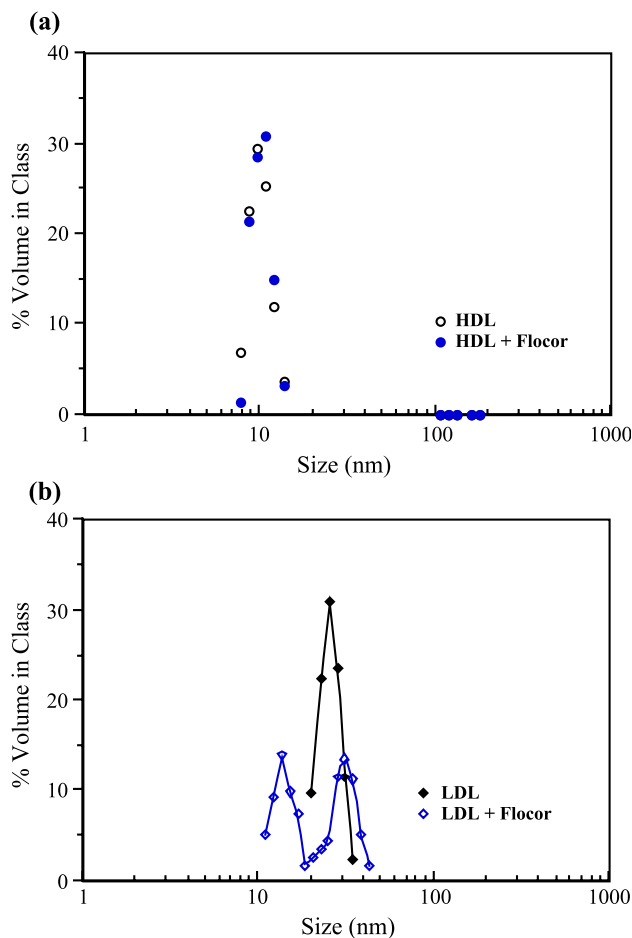 (a)
40
30
20
10
0
% Volume in Class
HDL
HDL + Flocor
1
10
100
1000
Size (nm)
(b)
40
30
20
10
0
% Volume in Class
LDL
LDL + Flocor
1
10
100
1000
Size (nm)